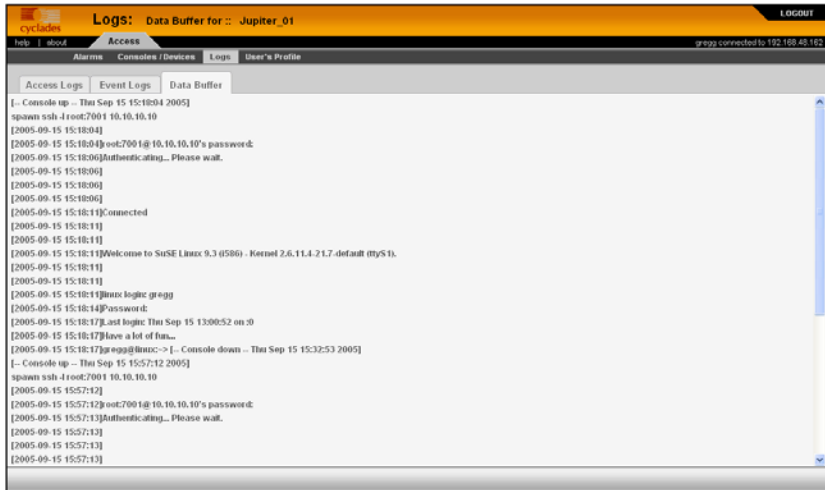 cyclades
Logs: Data Buffer for :: Jupiter_01
LOGOUT
help | about
Access
gregg connected to 192.168.48.162
Alarms Consoles / Devices Logs User's Profile
Access Logs Event Logs Data Buffer
[-- Console up -- Thu Sep 15 15:18:04 2005]
spawn ssh -l root:7001 10.10.10.10
[2005-09-15 15:18:04]
[2005-09-15 15:18:04]root:7001@10.10.10.10's password:
[2005-09-15 15:18:06]Authenticating... Please wait.
[2005-09-15 15:18:06]
[2005-09-15 15:18:06]
[2005-09-15 15:18:06]
[2005-09-15 15:18:11]Connected
[2005-09-15 15:18:11]
[2005-09-15 15:18:11]
[2005-09-15 15:18:11]Welcome to SuSE Linux 9.3 (i586) - Kernel 2.6.11.4-21.7-default (ttyS1).
[2005-09-15 15:18:11]
[2005-09-15 15:18:11]
[2005-09-15 15:18:11]linux login: gregg
[2005-09-15 15:18:14]Password:
[2005-09-15 15:18:17]Last login: Thu Sep 15 13:00:52 on :0
[2005-09-15 15:18:17]Have a lot of fun...
[2005-09-15 15:18:17]gregg@linux:~> [-- Console down -- Thu Sep 15 15:32:53 2005]
[-- Console up -- Thu Sep 15 15:57:12 2005]
spawn ssh -l root:7001 10.10.10.10
[2005-09-15 15:57:12]
[2005-09-15 15:57:12]root:7001@10.10.10.10's password:
[2005-09-15 15:57:13]Authenticating... Please wait.
[2005-09-15 15:57:13]
[2005-09-15 15:57:13]
[2005-09-15 15:57:13]